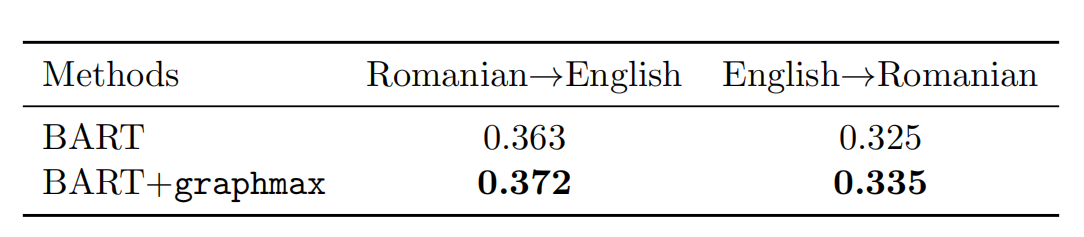 Methods Romanian→English English→Romanian
BART 0.363 0.325
BART+graphmax 0.372 0.335